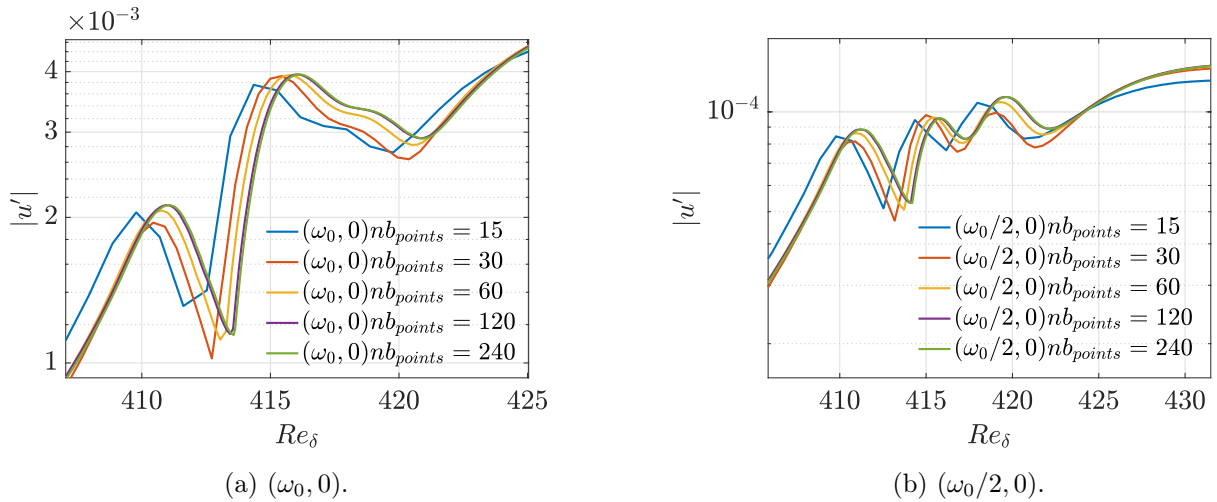 ×10⁻³
4
3
2
1
|u′|
410
415
420
425
Re_δ
(ω₀, 0)nb_points = 15
(ω₀, 0)nb_points = 30
(ω₀, 0)nb_points = 60
(ω₀, 0)nb_points = 120
(ω₀, 0)nb_points = 240
(a) (ω₀, 0).
10⁻⁴
|u′|
410
415
420
425
430
Re_δ
(ω₀/2, 0)nb_points = 15
(ω₀/2, 0)nb_points = 30
(ω₀/2, 0)nb_points = 60
(ω₀/2, 0)nb_points = 120
(ω₀/2, 0)nb_points = 240
(b) (ω₀/2, 0).